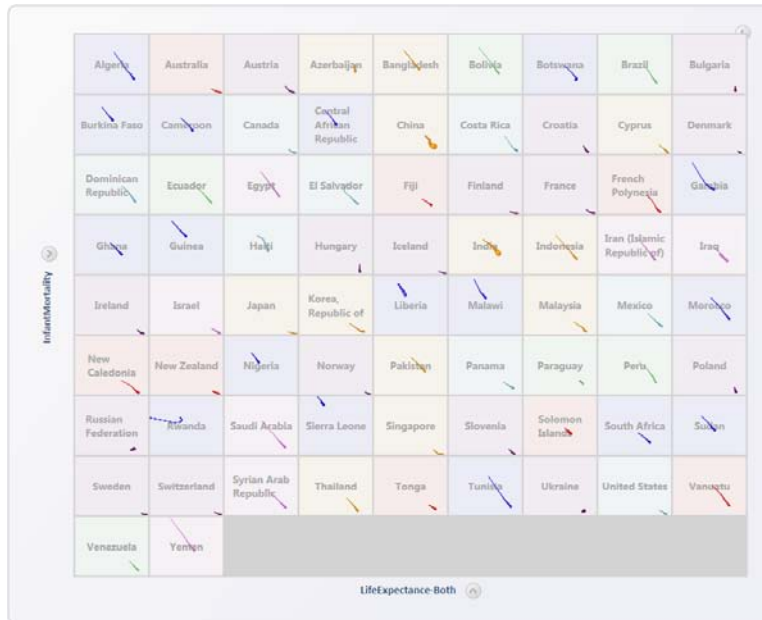 Algeria
Australia
Austria
Azerbaijan
Bangladesh
Bolivia
Botswana
Brazil
Bulgaria
Burkina Faso
Cameroon
Canada
Central
African
Republic
China
Costa Rica
Croatia
Cyprus
Denmark
Dominican
Republic
Ecuador
Egypt
El Salvador
Fiji
Finland
France
French
Polynesia
Gambia
Ghana
Guinea
Haiti
Hungary
Iceland
India
Indonesia
Iran (Islamic
Republic of)
Iraq
Ireland
Israel
Japan
Korea,
Republic of
Liberia
Malawi
Malaysia
Mexico
Morocco
New
Caledonia
New Zealand
Nigeria
Norway
Pakistan
Panama
Paraguay
Peru
Poland
Russian
Federation
Rwanda
Saudi Arabia
Sierra Leone
Singapore
Slovenia
Solomon
Islands
South Africa
Sudan
Sweden
Switzerland
Syrian Arab
Republic
Thailand
Tonga
Tunisia
Ukraine
United States
Vanuatu
Venezuela
Yemen
InfantMortality
LifeExpectance-Both